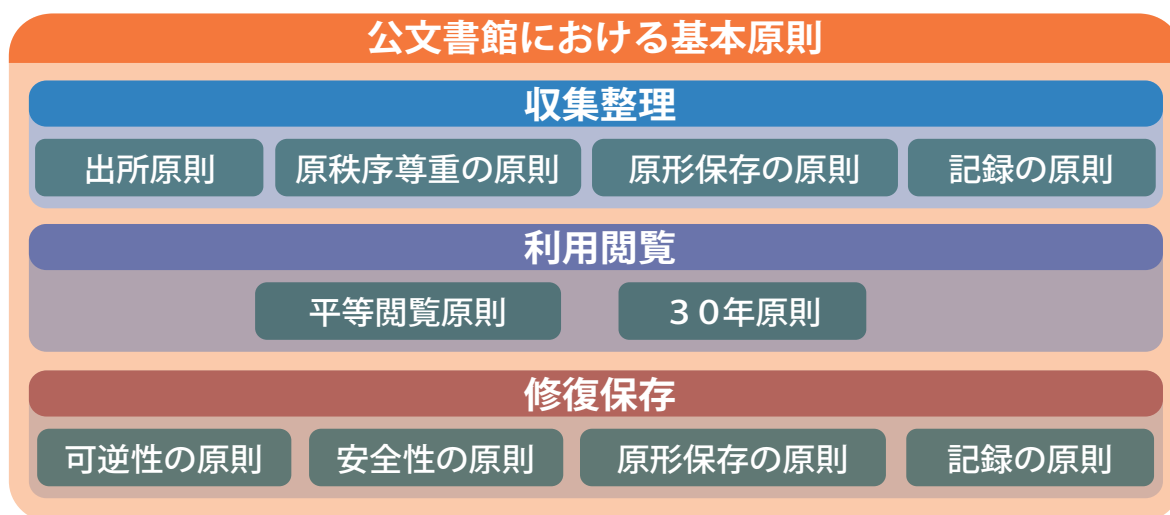 公文書館における基本原則
収集整理
出所原則 原秩序尊重の原則 原形保存の原則 記録の原則
利用閲覧
平等閲覧原則 ３０年原則
修復保存
可逆性の原則 安全性の原則 原形保存の原則 記録の原則